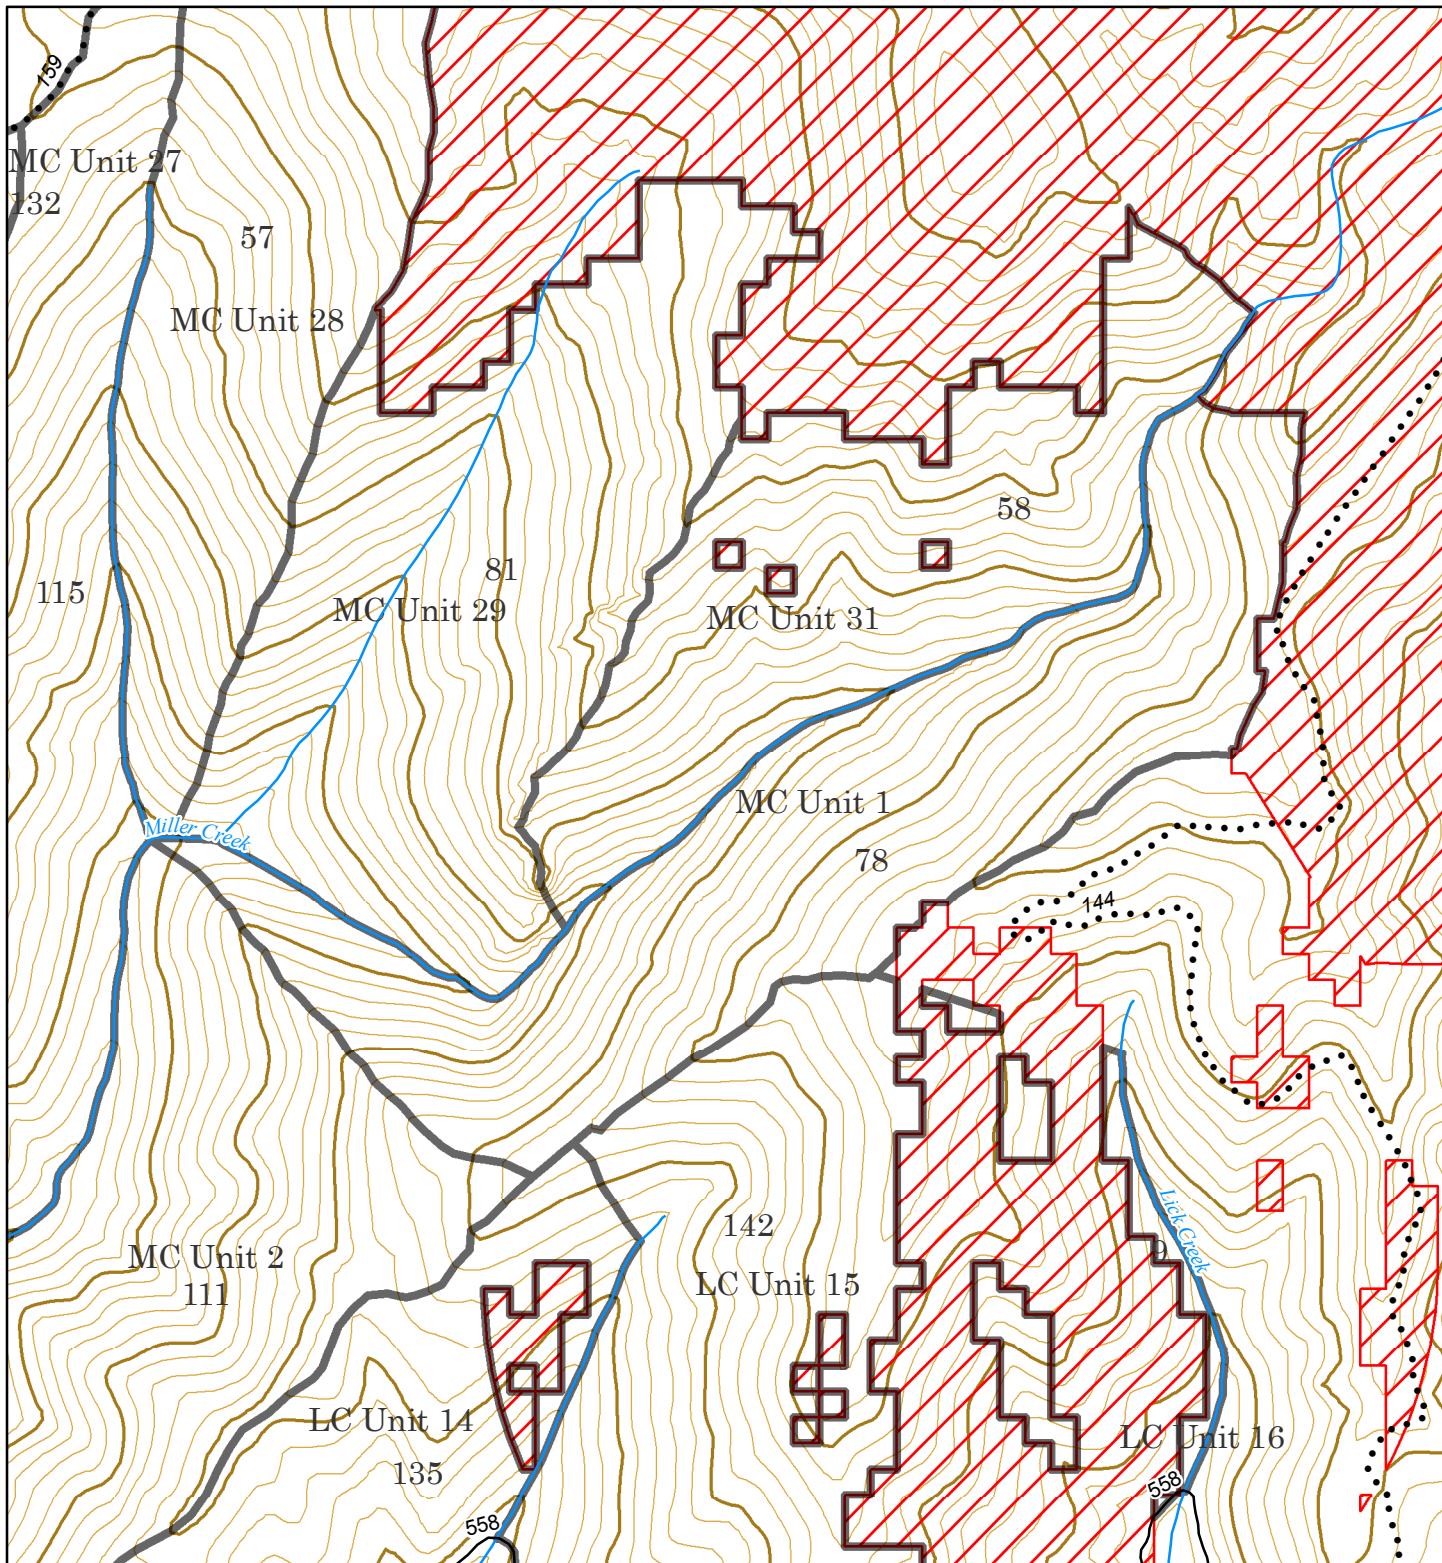 159
MC Unit 27
132
57
MC Unit 28
58
81
115
MC Unit 29
MC Unit 31
MC Unit 1
Miller Creek
78
144
Lick Creek
142
9
MC Unit 2
111
LC Unit 15
LC Unit 14
LC Unit 16
135
558
558